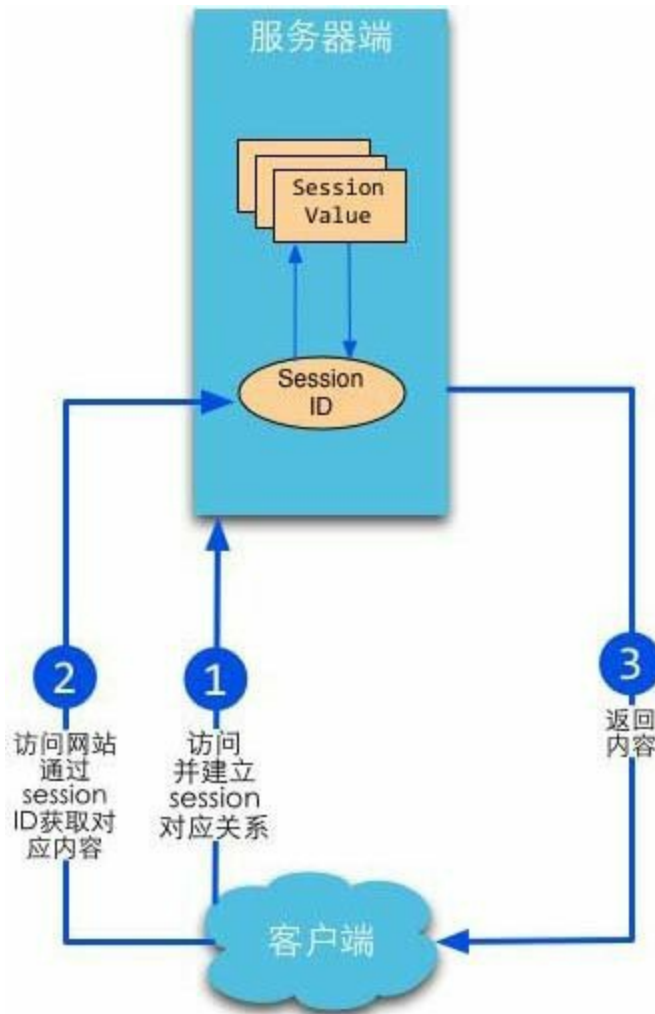 服务器端
Session
Value
Session
ID
2
访问网站
通过
session
ID获取对
应内容
1
访问
并建立
session
对应关系
3
返回
内容
客户端